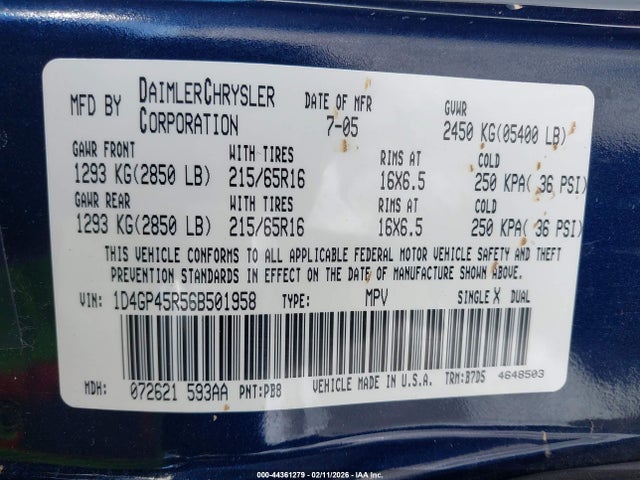 MFD BY DAIMLERCHRYSLER CORPORATION DATE OF MFR 7-05 GVWR 2450 KG(05400 LB)
GAWR FRONT WITH TIRES RIMS AT COLD
1293 KG(2850 LB) 215/65R16 16X6.5 250 KPA( 36 PSI)
GAWR REAR WITH TIRES RIMS AT COLD
1293 KG(2850 LB) 215/65R16 16X6.5 250 KPA( 36 PSI)
THIS VEHICLE CONFORMS TO ALL APPLICABLE FEDERAL MOTOR VEHICLE SAFETY AND THEFT
PREVENTION STANDARDS IN EFFECT ON THE DATE OF MANUFACTURE SHOWN ABOVE.
VIN: 1D4GP45R56B501958 TYPE: MPV SINGLE X DUAL
MDH: 072621 593AA PNT:PB8 VEHICLE MADE IN U.S.A. TRM:B7D5 4648503
000-44361279 - 02/11/2026 - IAA Inc.